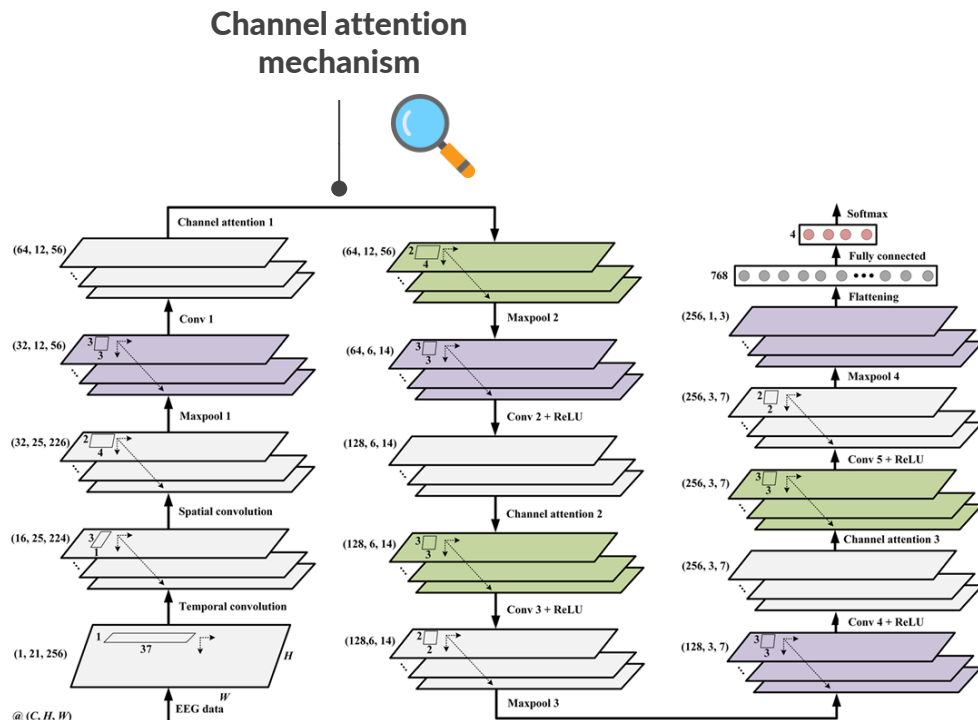 Channel attention
mechanism
Channel attention 1
(64, 12, 56)
Conv 1
(32, 12, 56)
3
3
Maxpool 1
(32, 25, 226)
2
4
Spatial convolution
(16, 25, 224)
3
1
Temporal convolution
(1, 21, 256)
1
37
H
W
EEG data
@ (C, H, W)
(64, 12, 56)
2
4
Maxpool 2
(64, 6, 14)
3
3
Conv 2 + ReLU
(128, 6, 14)
Channel attention 2
(128, 6, 14)
3
3
Conv 3 + ReLU
(128,6, 14)
2
2
Maxpool 3
Softmax
4
Fully connected
768
Flattening
(256, 1, 3)
Maxpool 4
(256, 3, 7)
2
2
Conv 5 + ReLU
(256, 3, 7)
3
3
Channel attention 3
(256, 3, 7)
Conv 4 + ReLU
(128, 3, 7)
3
3